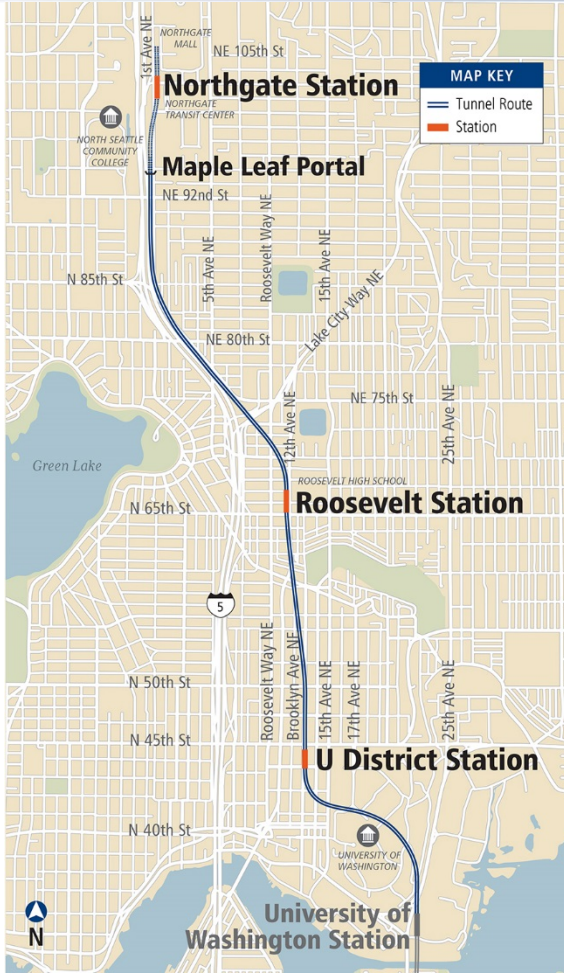 NORTHGATE
MALL
1st Ave NE
NE 105th St
MAP KEY
Tunnel Route
Station
Northgate Station
NORTHGATE
TRANSIT CENTER
NORTH SEATTLE
COMMUNITY
COLLEGE
Maple Leaf Portal
NE 92nd St
5th Ave NE
Roosevelt Way NE
15th Ave NE
N 85th St
Lake City Way NE
NE 80th St
12th Ave NE
NE 75th St
25th Ave NE
Green Lake
ROOSEVELT HIGH SCHOOL
Roosevelt Station
N 65th St
5
Roosevelt Way NE
Brooklyn Ave NE
15th Ave NE
17th Ave NE
25th Ave NE
N 50th St
N 45th St
U District Station
N 40th St
UNIVERSITY OF
WASHINGTON
N
University of
Washington Station